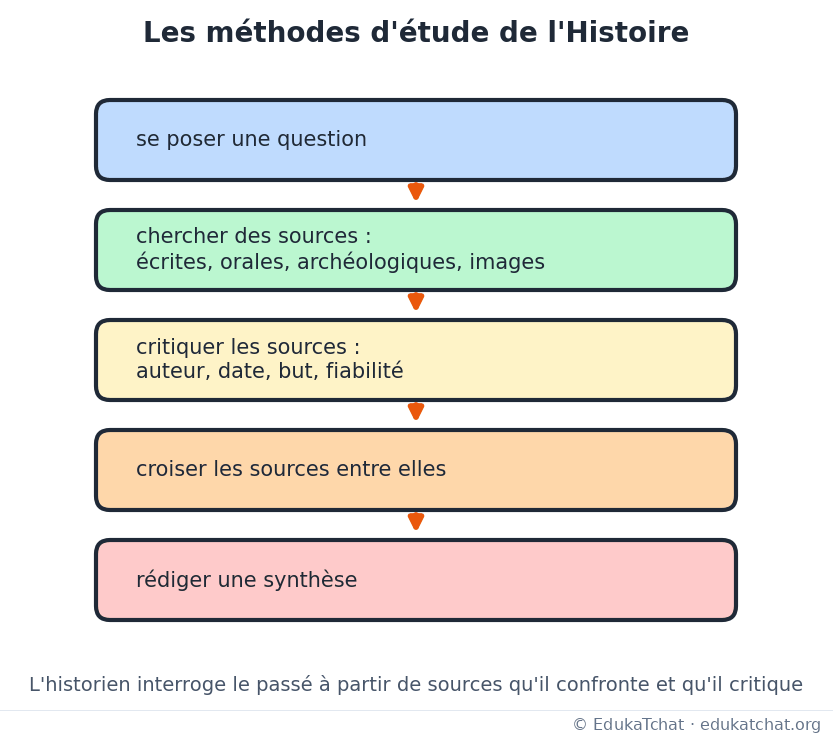 Les méthodes d'étude de l'Histoire
se poser une question
chercher des sources :
écrites, orales, archéologiques, images
critiquer les sources :
auteur, date, but, fiabilité
croiser les sources entre elles
rédiger une synthèse
L'historien interroge le passé à partir de sources qu'il confronte et qu'il critique
© EdukaTchat · edukatchat.org